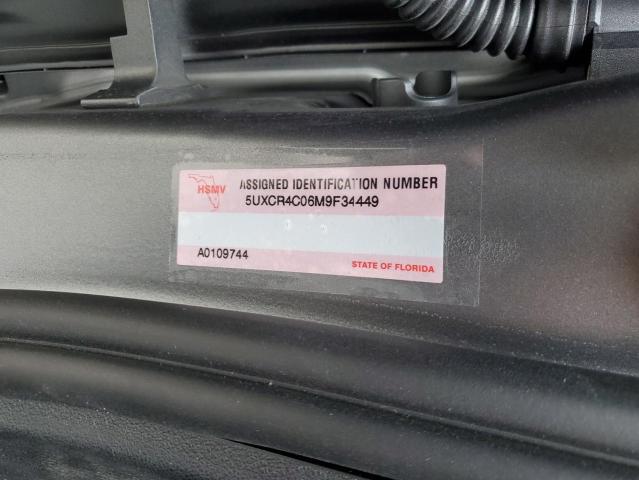 HSMV
ASSIGNED IDENTIFICATION NUMBER
5UXCR4C06M9F34449
A0109744
STATE OF FLORIDA